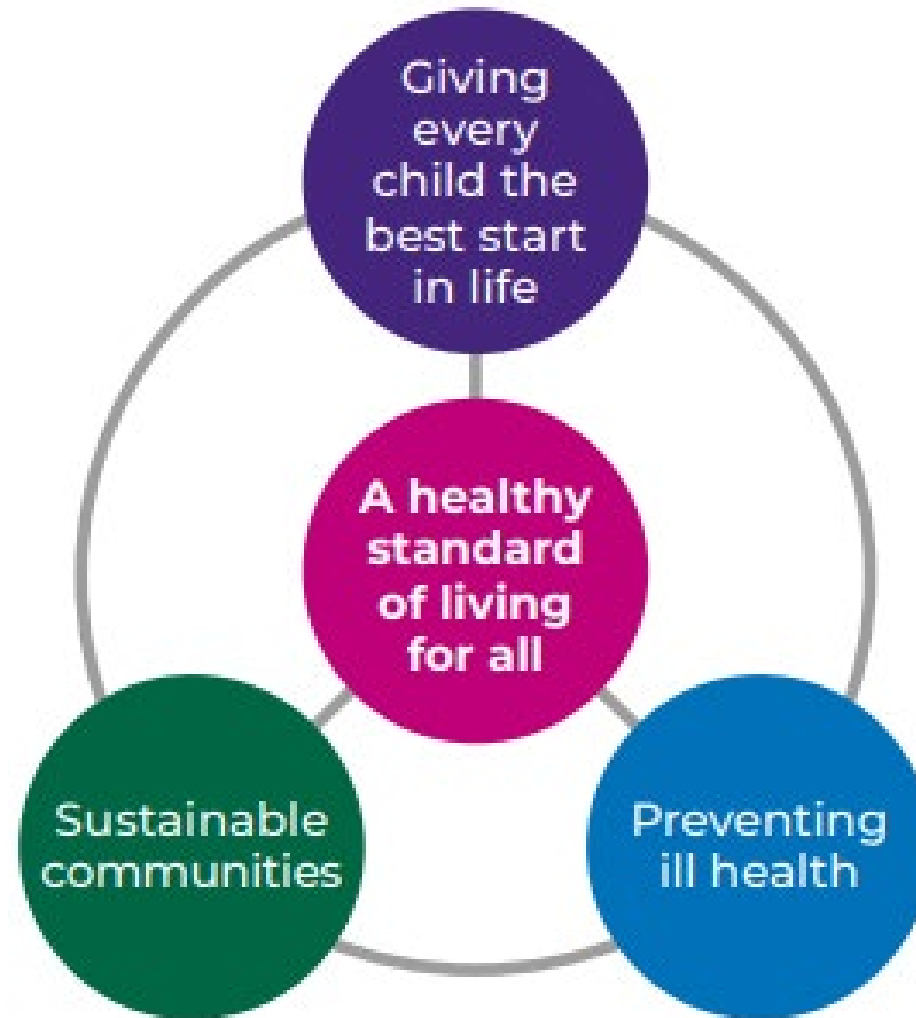 Giving
every
child the
best start
in life
A healthy
standard
of living
for all
Sustainable
communities
Preventing
ill health